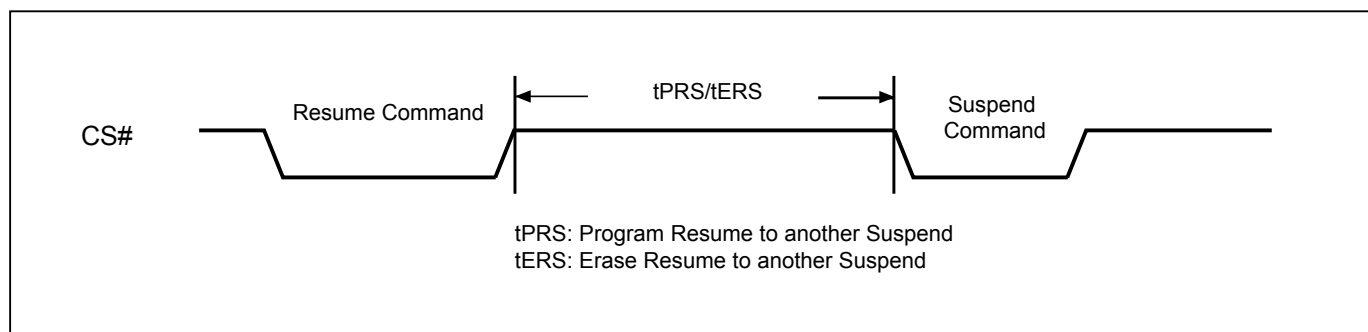 tPRS/tERS
Resume Command
Suspend
Command
CS#
tPRS: Program Resume to another Suspend
tERS: Erase Resume to another Suspend